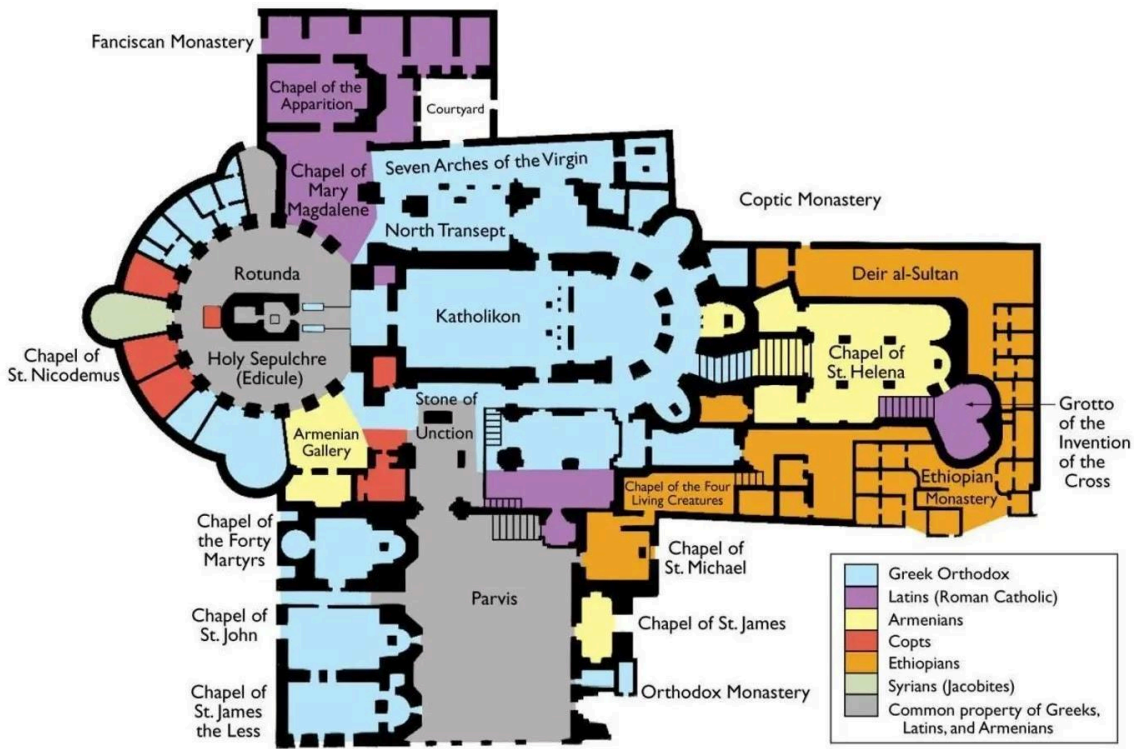 Fanciscan Monastery
Chapel of the
Apparition
Courtyard
Chapel of
Mary
Magdalene
Seven Arches of the Virgin
North Transept
Coptic Monastery
Deir al-Sultan
Rotunda
Katholikon
Holy Sepulchre
(Edicule)
Chapel of
St. Nicodemus
Chapel of
St. Helena
Stone of
Unction
Armenian
Gallery
Grotto
of the
Invention
of the
Cross
Chapel of the Four
Living Creatures
Ethiopian
Monastery
Chapel of
the Forty
Martyrs
Chapel of
St. Michael
Parvis
Chapel of
St. John
Chapel of St. James
Chapel of
St. James
the Less
Orthodox Monastery
Greek Orthodox
Latins (Roman Catholic)
Armenians
Copts
Ethiopians
Syrians (Jacobites)
Common property of Greeks,
Latins, and Armenians